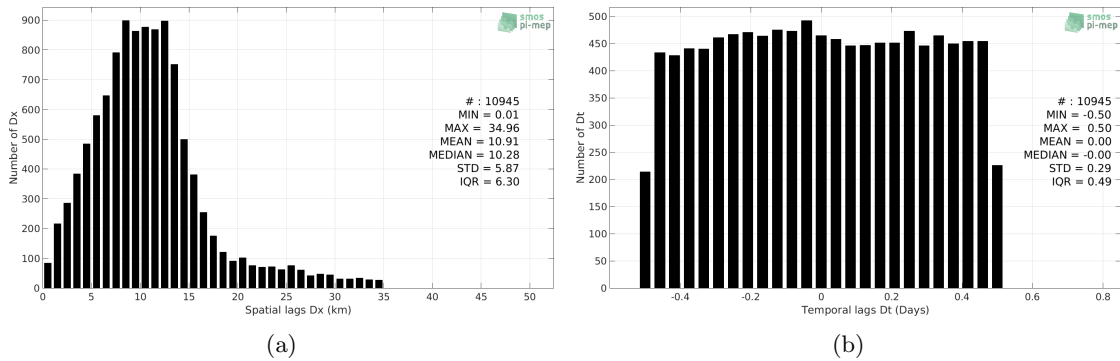 900
800
700
600
500
400
300
200
100
0
Number of Dx
0 5 10 15 20 25 30 35 40 45 50
Spatial lags Dx (km)
smos
pi-mep
# : 10945
MIN = 0.01
MAX = 34.96
MEAN = 10.91
MEDIAN = 10.28
STD = 5.87
IQR = 6.30
(a)
500
450
400
350
300
250
200
150
100
50
0
Number of Dt
-0.4 -0.2 0 0.2 0.4 0.6 0.8
Temporal lags Dt (Days)
smos
pi-mep
# : 10945
MIN = -0.50
MAX = 0.50
MEAN = 0.00
MEDIAN = -0.00
STD = 0.29
IQR = 0.49
(b)